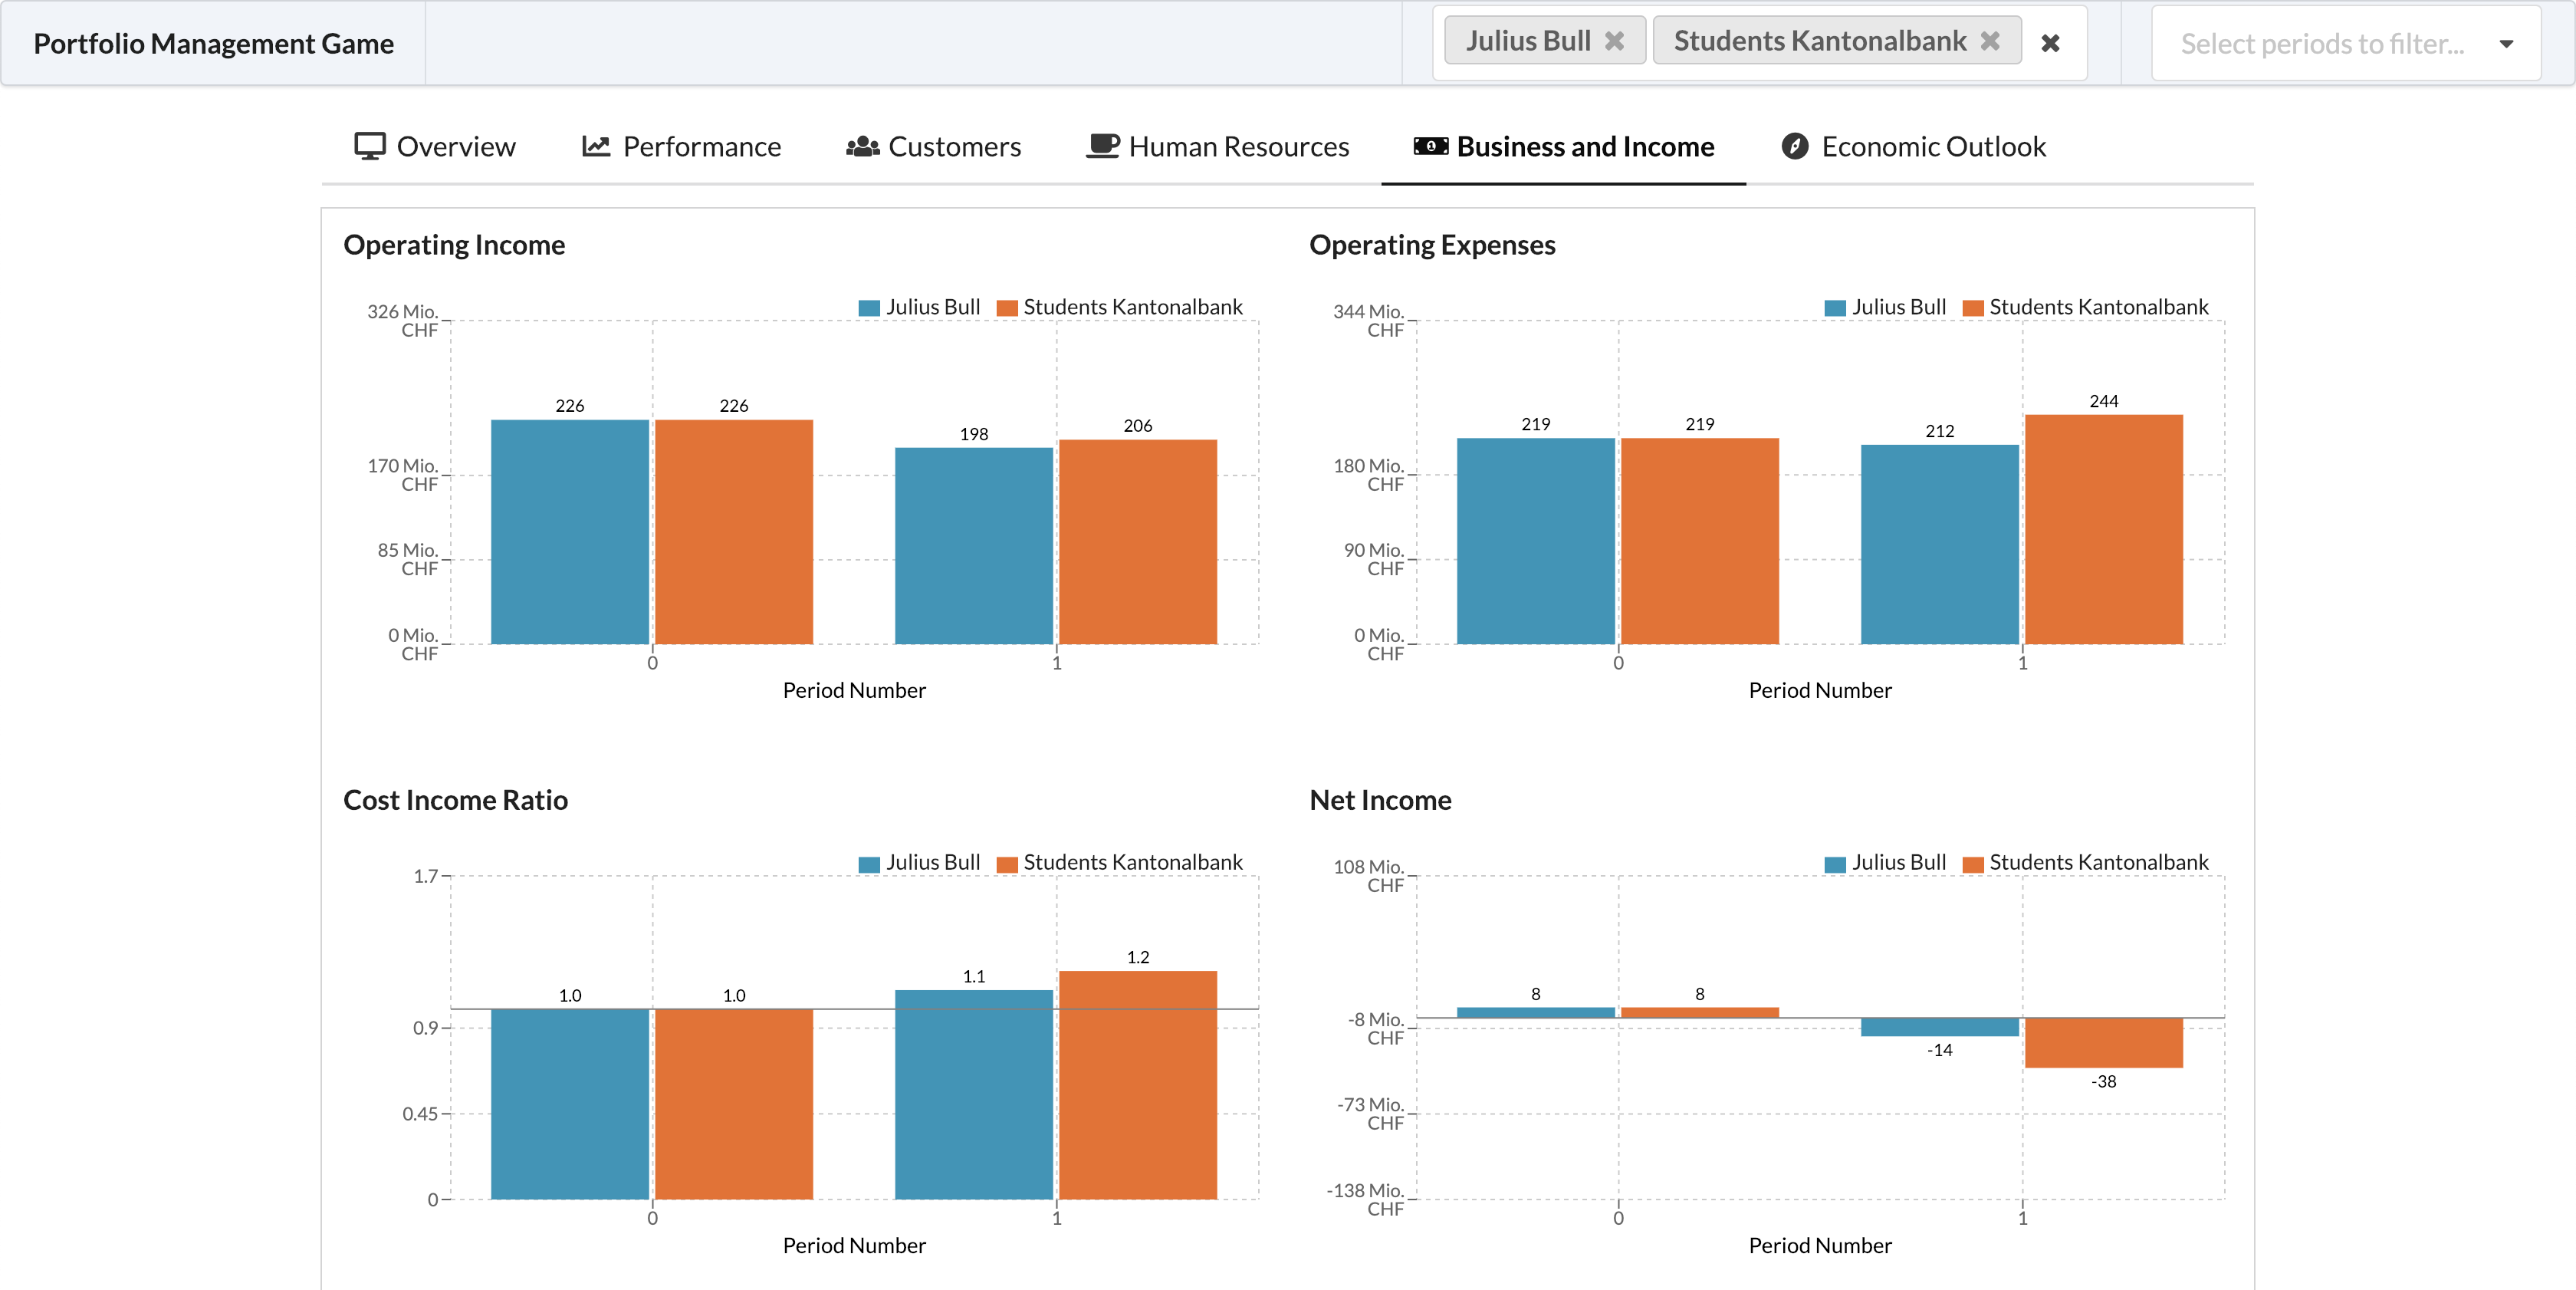 Portfolio Management Game
Julius Bull
Students Kantonalbank
Select periods to filter...
Overview
Performance
Customers
Human Resources
Business and Income
Economic Outlook
Operating Income
Julius Bull
Students Kantonalbank
326 Mio.
CHF
170 Mio.
CHF
85 Mio.
CHF
0 Mio.
CHF
226
226
198
206
0
1
Period Number
Operating Expenses
Julius Bull
Students Kantonalbank
344 Mio.
CHF
180 Mio.
CHF
90 Mio.
CHF
0 Mio.
CHF
219
219
212
244
0
1
Period Number
Cost Income Ratio
Julius Bull
Students Kantonalbank
1.7
0.9
0.45
0
1.0
1.0
1.1
1.2
0
1
Period Number
Net Income
Julius Bull
Students Kantonalbank
108 Mio.
CHF
-8 Mio.
CHF
-73 Mio.
CHF
-138 Mio.
CHF
8
8
-14
-38
0
1
Period Number